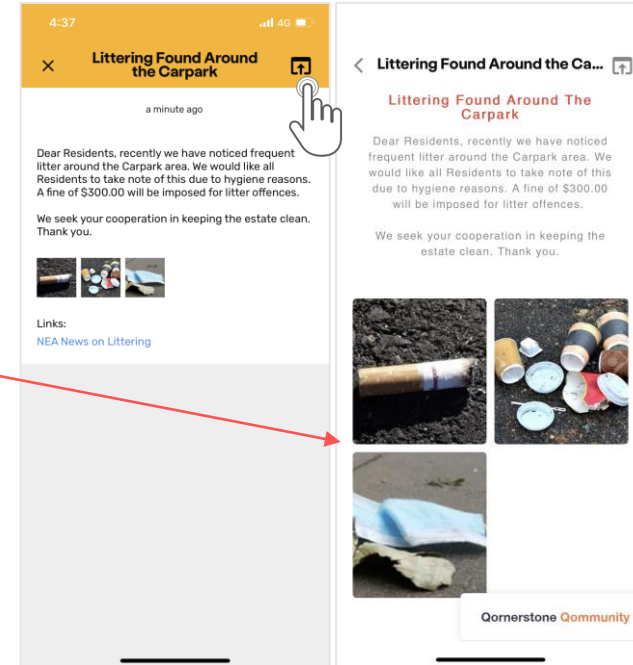 4:37
4G
Littering Found Around
the Carpark
a minute ago
Dear Residents, recently we have noticed frequent
litter around the Carpark area. We would like all
Residents to take note of this due to hygiene reasons.
A fine of $300.00 will be imposed for litter offences.
We seek your cooperation in keeping the estate clean.
Thank you.
Links:
NEA News on Littering
Littering Found Around the Ca...
Littering Found Around The
Carpark
Dear Residents, recently we have noticed
frequent litter around the Carpark area. We
would like all Residents to take note of this
due to hygiene reasons. A fine of $300.00
will be imposed for litter offences.
We seek your cooperation in keeping the
estate clean. Thank you.
Qornerstone Qommunity